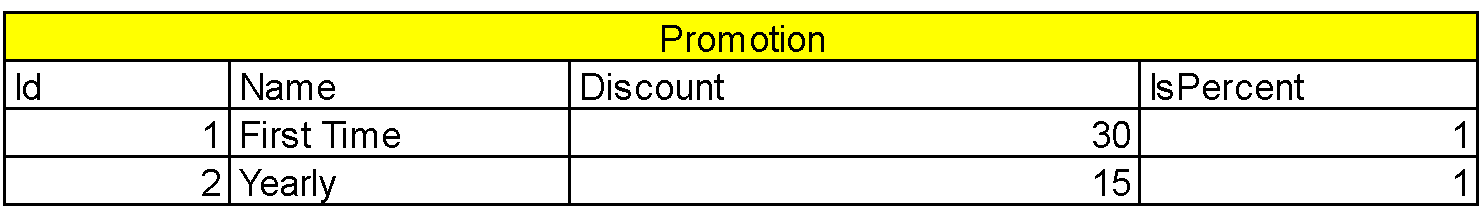 Promotion
Id Name Discount IsPercent
1 First Time 30 1
2 Yearly 15 1